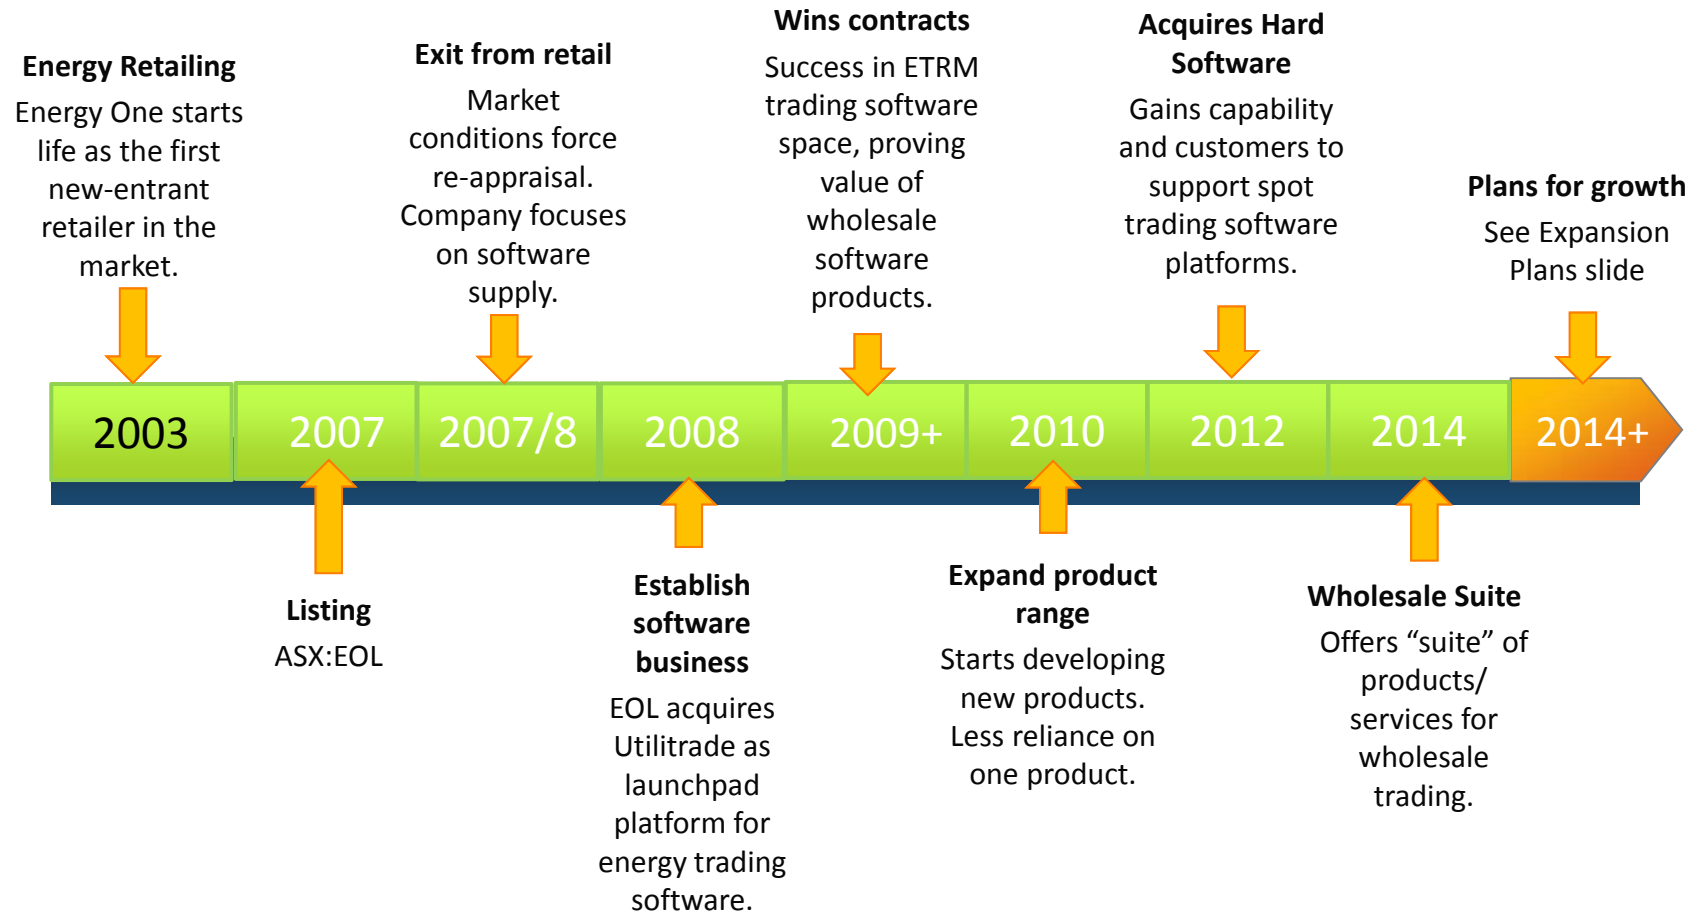 Energy Retailing
Energy One starts
life as the first
new-entrant
retailer in the
market.
Exit from retail
Market
conditions force
re-appraisal.
Company focuses
on software
supply.
Wins contracts
Success in ETRM
trading software
space, proving
value of
wholesale
software
products.
Acquires Hard
Software
Gains capability
and customers to
support spot
trading software
platforms.
Plans for growth
See Expansion
Plans slide
2003
2007
2007/8
2008
2009+
2010
2012
2014
2014+
Listing
ASX:EOL
Establish
software
business
EOL acquires
Utilitrade as
launchpad
platform for
energy trading
software.
Expand product
range
Starts developing
new products.
Less reliance on
one product.
Wholesale Suite
Offers “suite” of
products/
services for
wholesale
trading.